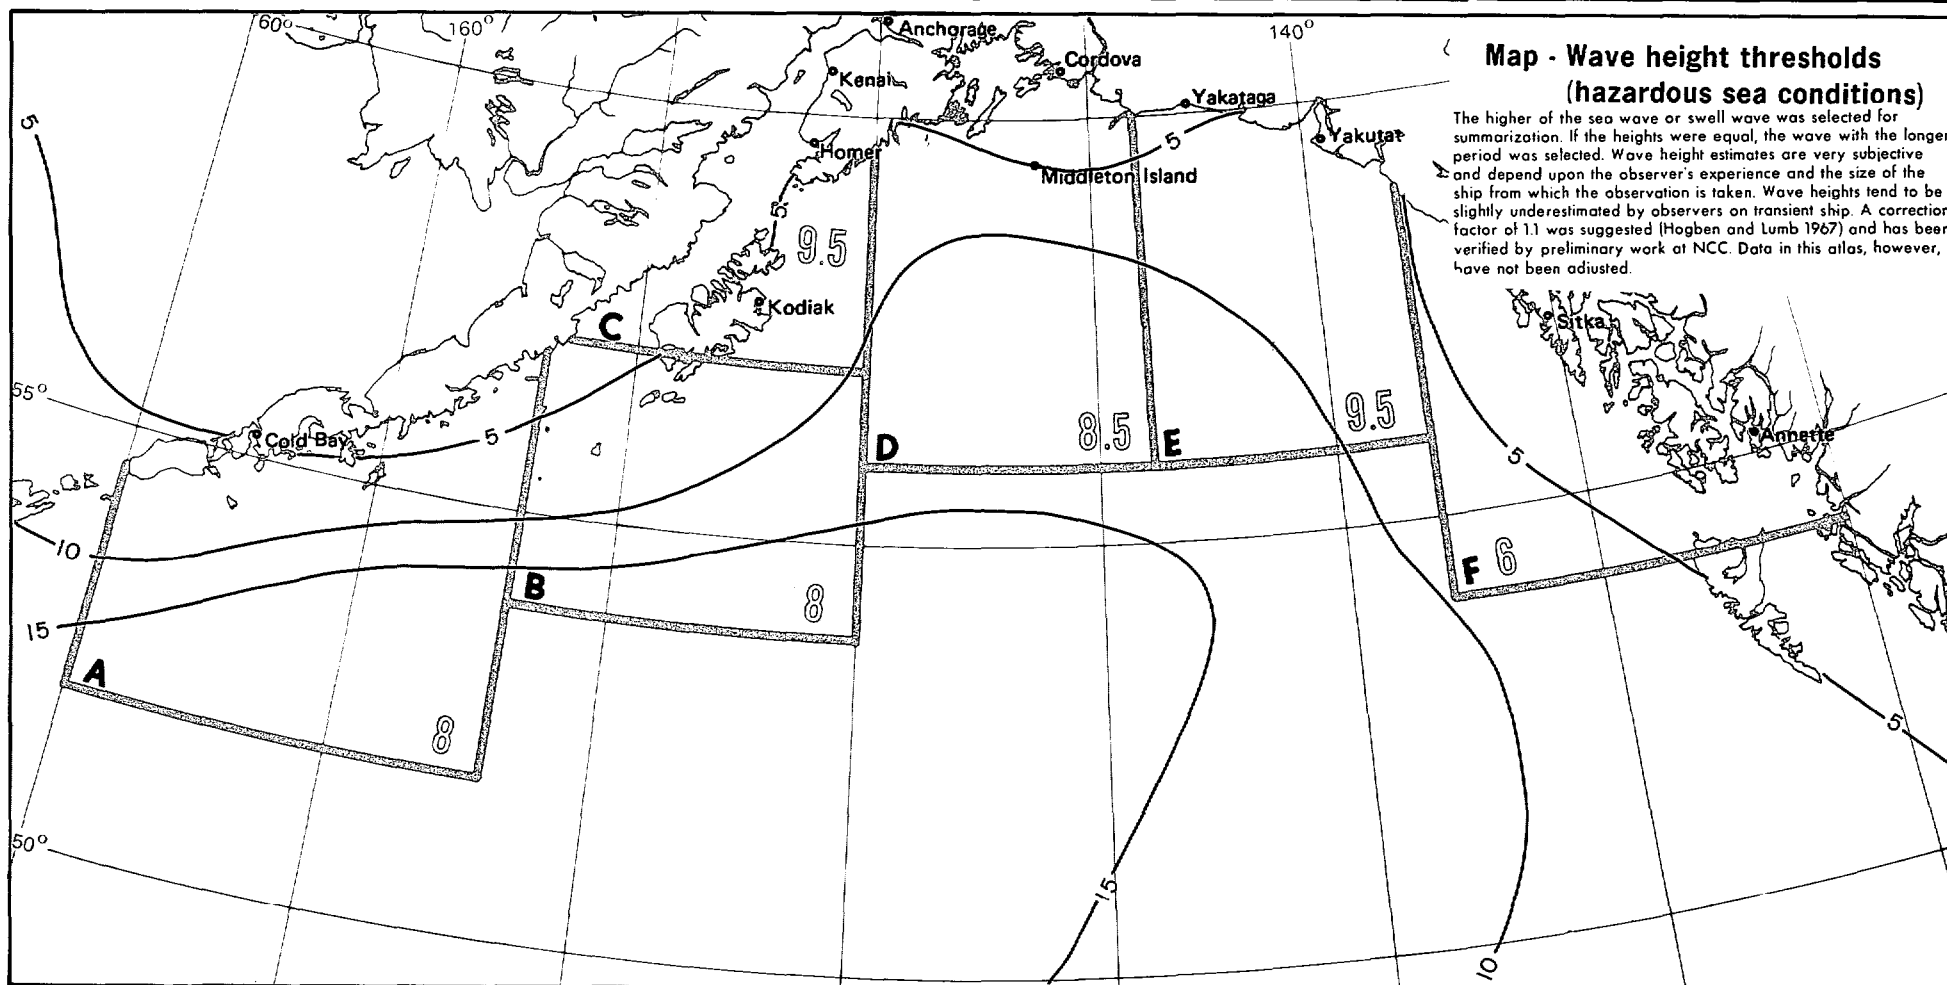 60°
160°
Anchorage
140°
Map - Wave height thresholds
(hazardous sea conditions)
The higher of the sea wave or swell wave was selected for
summarization. If the heights were equal, the wave with the longer
period was selected. Wave height estimates are very subjective
and depend upon the observer's experience and the size of the
ship from which the observation is taken. Wave heights tend to be
slightly underestimated by observers on transient ship. A correction
factor of 1.1 was suggested (Hogben and Lumb 1967) and has been
verified by preliminary work at NCC. Data in this atlas, however,
have not been adjusted.
Cordova
Kenai
Yakataga
5
5
Yakutat
Homer
Middleton Island
5
9.5
Kodiak
C
Sitka
55°
Cold Bay
5
8.5
9.5
D
E
Annette
5
10
F
6
B
8
15
A
8
5
50°
15
10